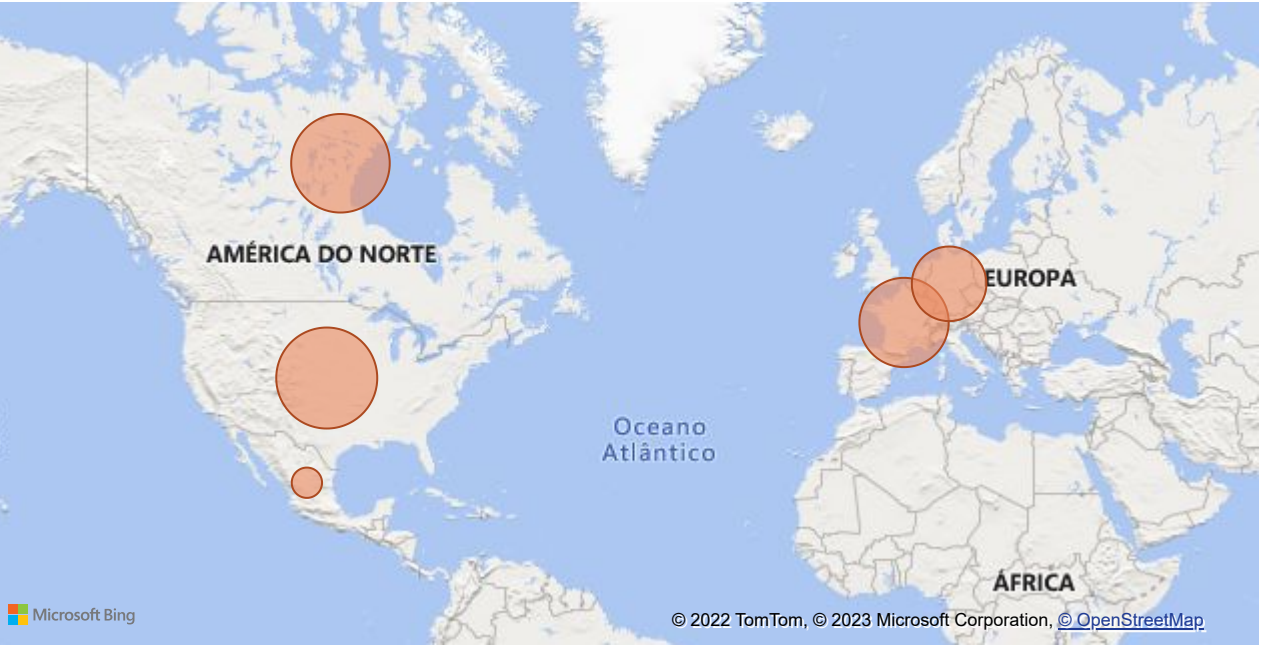 AMÉRICA DO NORTE
EUROPA
Oceano
Atlântico
ÁFRICA
Microsoft Bing
© 2022 TomTom, © 2023 Microsoft Corporation, © OpenStreetMap